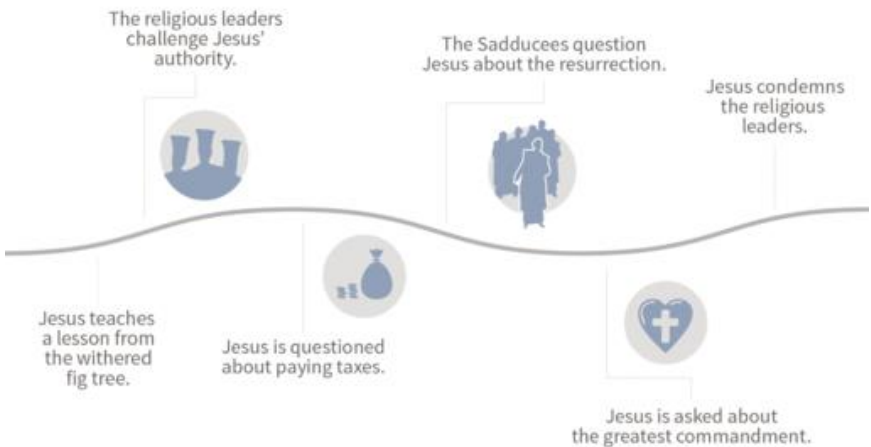 The religious leaders
challenge Jesus'
authority.
The Sadducees question
Jesus about the resurrection.
Jesus condemns
the religious
leaders.
Jesus teaches
a lesson from
the withered
fig tree.
Jesus is questioned
about paying taxes.
Jesus is asked about
the greatest commandment.